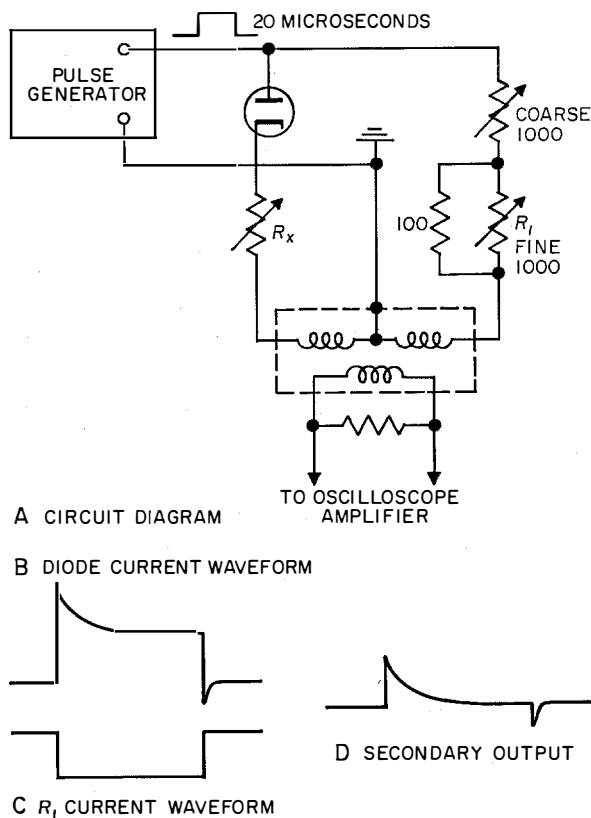 20 MICROSECONDS
PULSE
GENERATOR
COARSE
1000
Rx
100
R1
FINE
1000
TO OSCILLOSCOPE
AMPLIFIER
A CIRCUIT DIAGRAM
B DIODE CURRENT WAVEFORM
D SECONDARY OUTPUT
C R1 CURRENT WAVEFORM